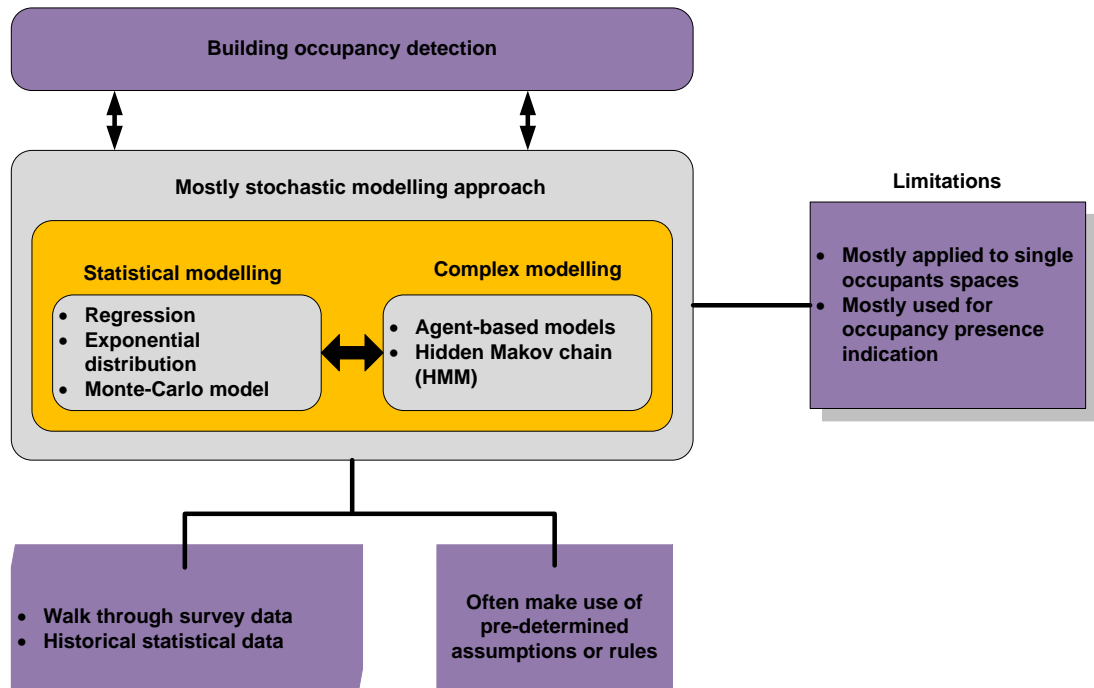 Building occupancy detection
Mostly stochastic modelling approach
Statistical modelling
• Regression
• Exponential
distribution
• Monte-Carlo model
Complex modelling
• Agent-based models
• Hidden Makov chain
(HMM)
Limitations
• Mostly applied to single
occupants spaces
• Mostly used for
occupancy presence
indication
• Walk through survey data
• Historical statistical data
Often make use of
pre-determined
assumptions or rules